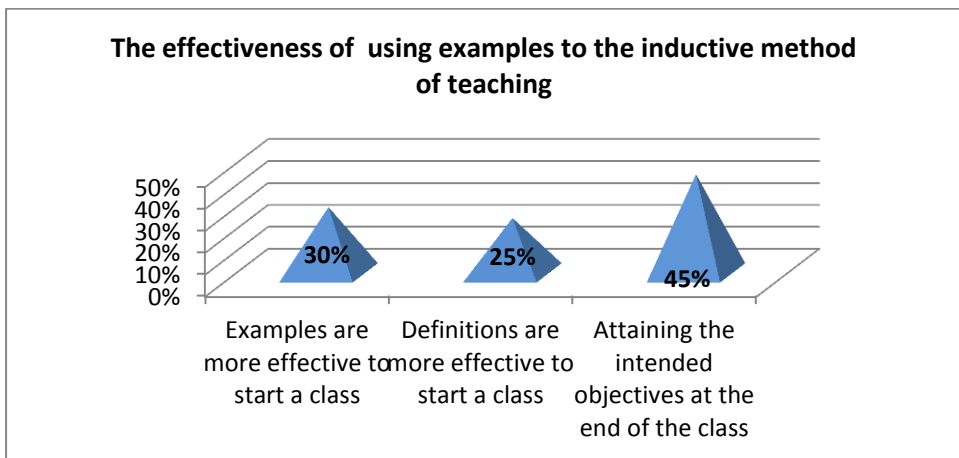 The effectiveness of  using examples to the inductive method
of teaching
50%
40%
30%
20%
10%
0%
30%
25%
45%
Examples are
more effective to
start a class
Definitions are
more effective to
start a class
Attaining the
intended
objectives at the
end of the class